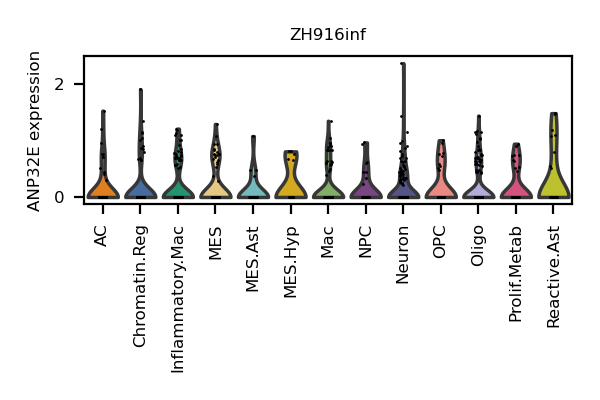 ZH916inf
ANP32E expression
2
0
AC
Chromatin.Reg
Inflammatory.Mac
MES
MES.Ast
MES.Hyp
Mac
NPC
Neuron
OPC
Oligo
Prolif.Metab
Reactive.Ast